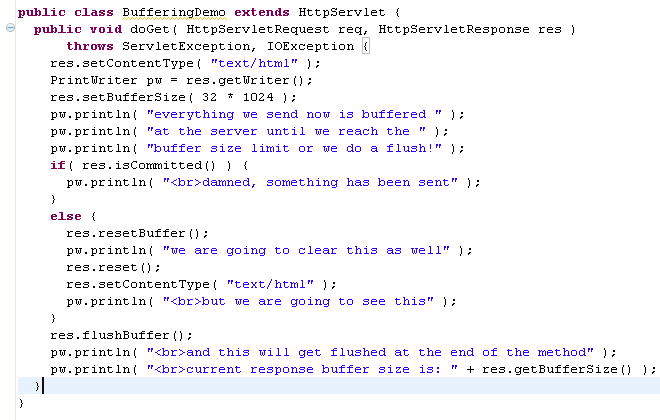 public class BufferingDemo extends HttpServlet {
  public void doGet( HttpServletRequest req, HttpServletResponse res )
      throws ServletException, IOException {
    res.setContentType( "text/html" );
    PrintWriter pw = res.getWriter();
    res.setBufferSize( 32 * 1024 );
    pw.println( "everything we send now is buffered " );
    pw.println( "at the server until we reach the " );
    pw.println( "buffer size limit or we do a flush!" );
    if( res.isCommitted() ) {
      pw.println( "<br>damned, something has been sent" );
    }
    else {
      res.resetBuffer();
      pw.println( "we are going to clear this as well" );
      res.reset();
      res.setContentType( "text/html" );
      pw.println( "<br>but we are going to see this" );
    }
    res.flushBuffer();
    pw.println( "<br>and this will get flushed at the end of the method" );
    pw.println( "<br>current response buffer size is: " + res.getBufferSize() );
  }
}